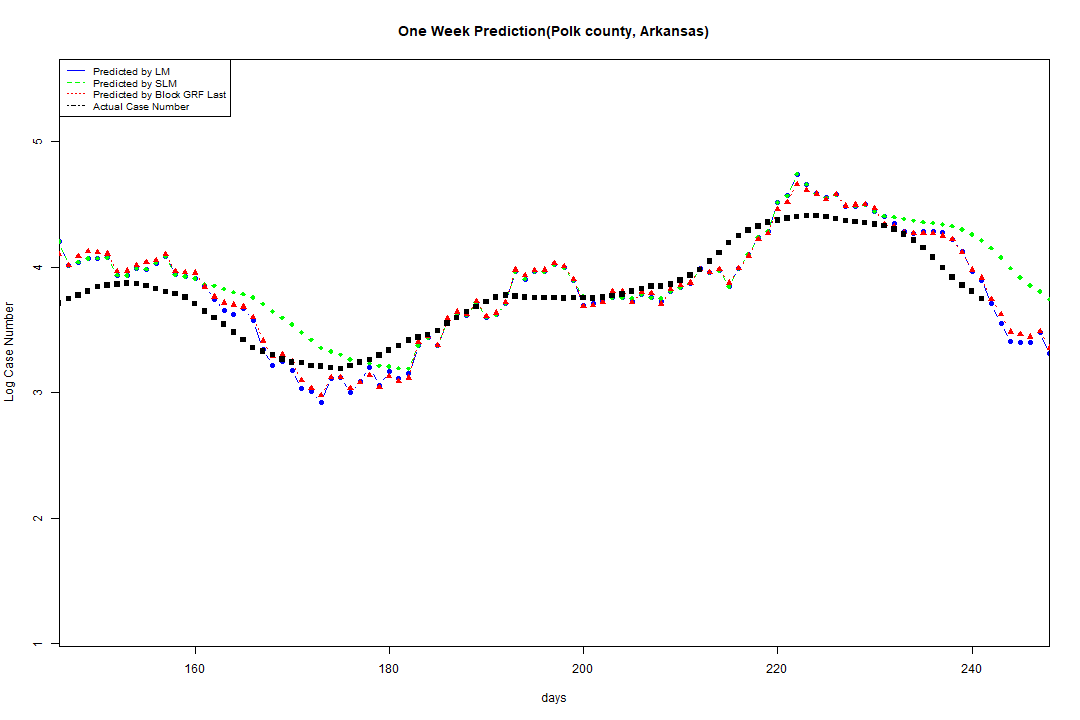 One Week Prediction(Polk county, Arkansas)
Predicted by LM
Predicted by SLM
Predicted by Block GRF Last
Actual Case Number
5
4
3
2
1
Log Case Number
160 180 200 220 240
days